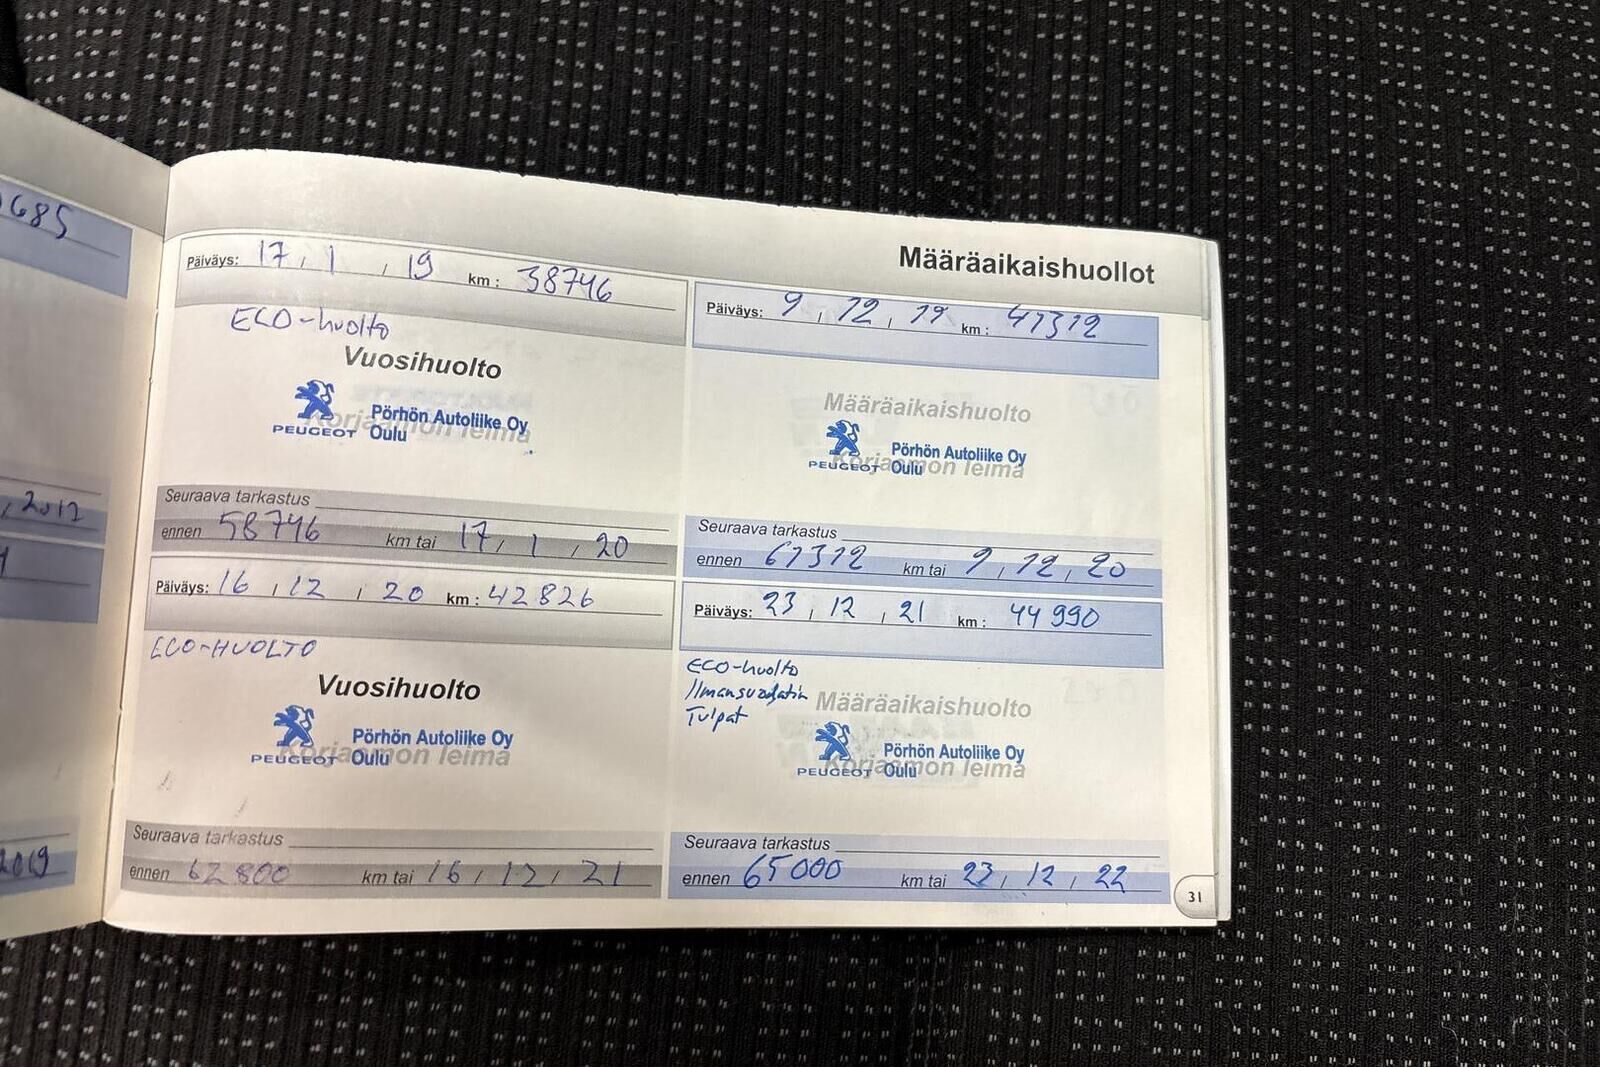 685
2012
2019
Määräaikaishuollot
Päiväys: 17 , 1 , 19 km : 38746
ECO-huolto
Vuosihuolto
Korjaamon leima
PEUGEOT
Pörhön Autoliike Oy
Oulu
Seuraava tarkastus
ennen 58746 km tai 17 , 1 , 20
Päiväys: 9 , 12 , 19 km : 41312
Määräaikaishuolto
Korjaamon leima
PEUGEOT
Pörhön Autoliike Oy
Oulu
Seuraava tarkastus
ennen 61312 km tai 9 , 12 , 20
Päiväys: 16 , 12 , 20 km : 42826
ECO-HUOLTO
Vuosihuolto
Korjaamon leima
PEUGEOT
Pörhön Autoliike Oy
Oulu
Seuraava tarkastus
ennen 62800 km tai 16 , 12 , 21
Päiväys: 23 , 12 , 21 km : 44990
ECO-huolto
Ilmansuodatin
Tulpat
Määräaikaishuolto
Korjaamon leima
PEUGEOT
Pörhön Autoliike Oy
Oulu
Seuraava tarkastus
ennen 65000 km tai 23 , 12 , 22
31